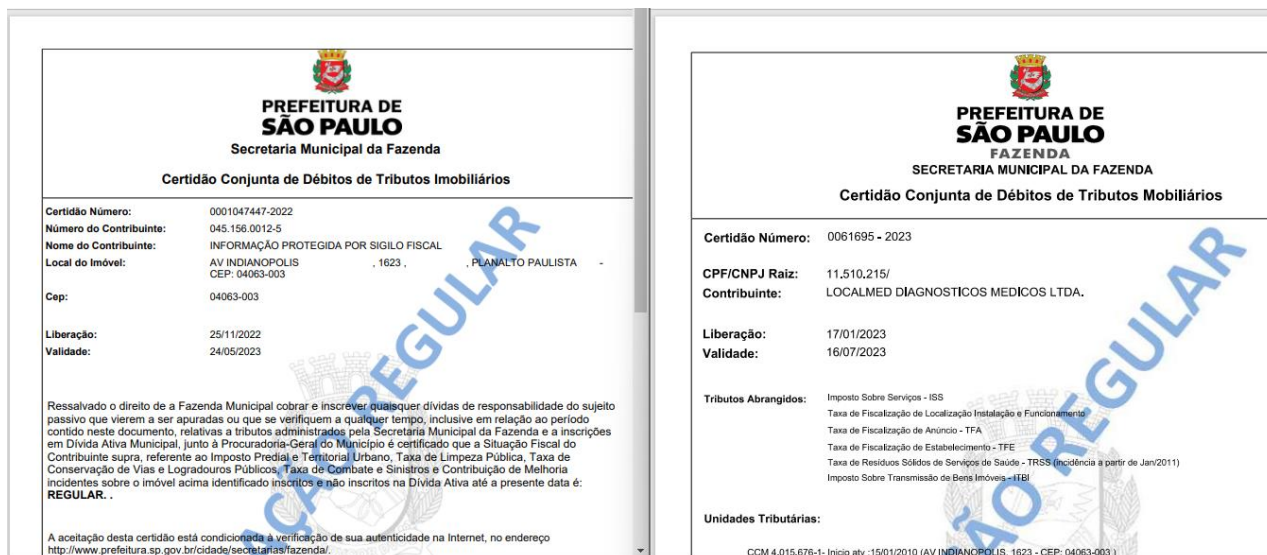 PREFEITURA DE
SÃO PAULO
Secretaria Municipal da Fazenda
Certidão Conjunta de Débitos de Tributos Imobiliários
Certidão Número: 0001047447-2022
Número do Contribuinte: 045.156.0012-5
Nome do Contribuinte: INFORMAÇÃO PROTEGIDA POR SIGILO FISCAL
Local do Imóvel: AV INDIANOPOLIS , 1623 , , PLANALTO PAULISTA -
CEP: 04063-003
Cep: 04063-003
Liberação: 25/11/2022
Validade: 24/05/2023
Ressalvado o direito de a Fazenda Municipal cobrar e inscrever quaisquer dívidas de responsabilidade do sujeito
passivo que vierem a ser apuradas ou que se verifiquem a qualquer tempo, inclusive em relação ao período
contido neste documento, relativas a tributos administrados pela Secretaria Municipal da Fazenda e a inscrições
em Dívida Ativa Municipal, junto à Procuradoria-Geral do Município é certificado que a Situação Fiscal do
Contribuinte supra, referente ao Imposto Predial e Territorial Urbano, Taxa de Limpeza Pública, Taxa de
Conservação de Vias e Logradouros Públicos, Taxa de Combate e Sinistros e Contribuição de Melhoria
incidentes sobre o imóvel acima identificado inscritos e não inscritos na Dívida Ativa até a presente data é:
REGULAR. .
A aceitação desta certidão está condicionada à verificação de sua autenticidade na Internet, no endereço
http://www.prefeitura.sp.gov.br/cidade/secretarias/fazenda/.
AÇÃO REGULAR
PREFEITURA DE
SÃO PAULO
FAZENDA
SECRETARIA MUNICIPAL DA FAZENDA
Certidão Conjunta de Débitos de Tributos Mobiliários
Certidão Número: 0061695 - 2023
CPF/CNPJ Raiz: 11.510.215/
Contribuinte: LOCALMED DIAGNOSTICOS MEDICOS LTDA.
Liberação: 17/01/2023
Validade: 16/07/2023
Tributos Abrangidos: Imposto Sobre Serviços - ISS
Taxa de Fiscalização de Localização Instalação e Funcionamento
Taxa de Fiscalização de Anúncio - TFA
Taxa de Fiscalização de Estabelecimento - TFE
Taxa de Resíduos Sólidos de Serviços de Saúde - TRSS (incidência a partir de Jan/2011)
Imposto Sobre Transmissão de Bens Imóveis - ITBI
Unidades Tributárias:
CCM 4.015.676-1- Inicio atv :15/01/2010 (AV INDIANOPOLIS, 1623 - CEP: 04063-003 )
ÃO REGULAR